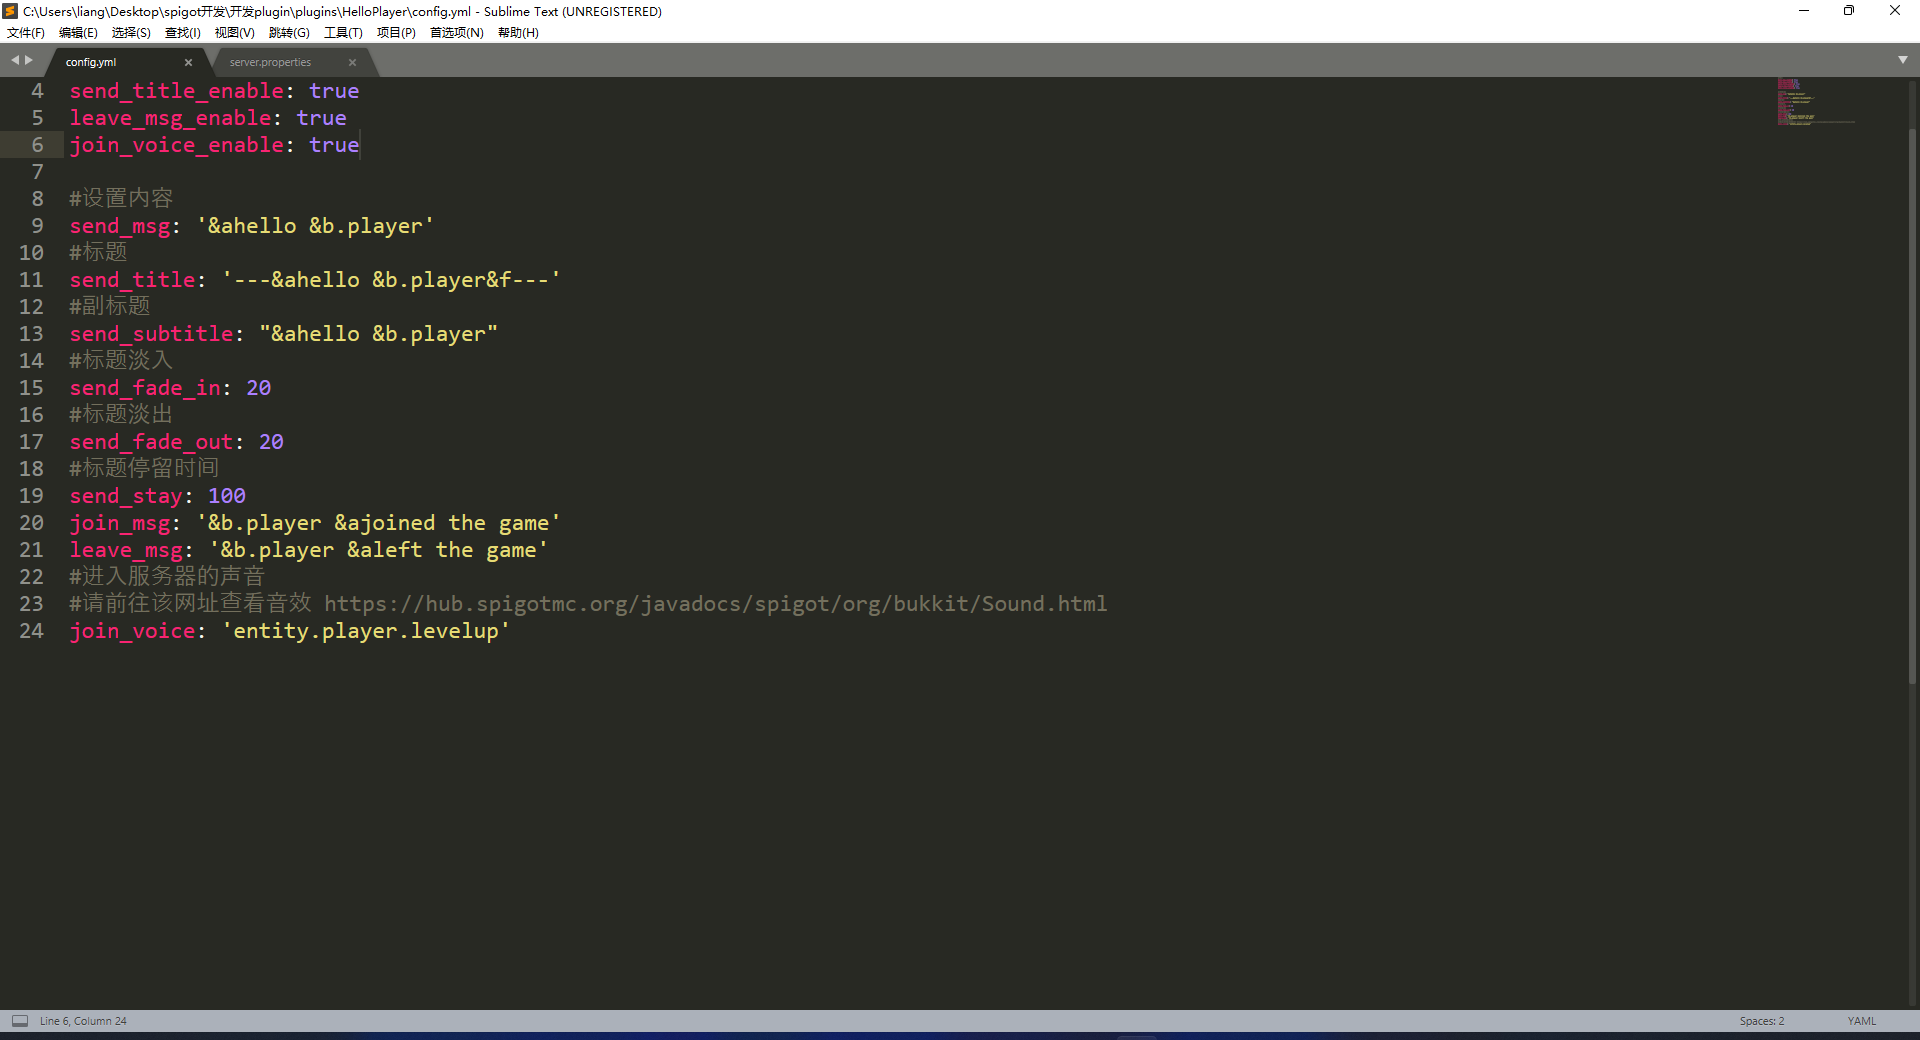 C:\Users\liang\Desktop\spigot开发\开发plugin\plugins\HelloPlayer\config.yml - Sublime Text (UNREGISTERED)
文件(F) 编辑(E) 选择(S) 查找(I) 视图(V) 跳转(G) 工具(T) 项目(P) 首选项(N) 帮助(H)
config.yml server.properties
4 send_title_enable: true
5 leave_msg_enable: true
6 join_voice_enable: true
7
8 #设置内容
9 send_msg: '&ahello &b.player'
10 #标题
11 send_title: '---&ahello &b.player&f---'
12 #副标题
13 send_subtitle: "&ahello &b.player"
14 #标题淡入
15 send_fade_in: 20
16 #标题淡出
17 send_fade_out: 20
18 #标题停留时间
19 send_stay: 100
20 join_msg: '&b.player &ajoined the game'
21 leave_msg: '&b.player &aleft the game'
22 #进入服务器的声音
23 #请前往该网址查看音效 https://hub.spigotmc.org/javadocs/spigot/org/bukkit/Sound.html
24 join_voice: 'entity.player.levelup'
Line 6, Column 24 Spaces: 2 YAML